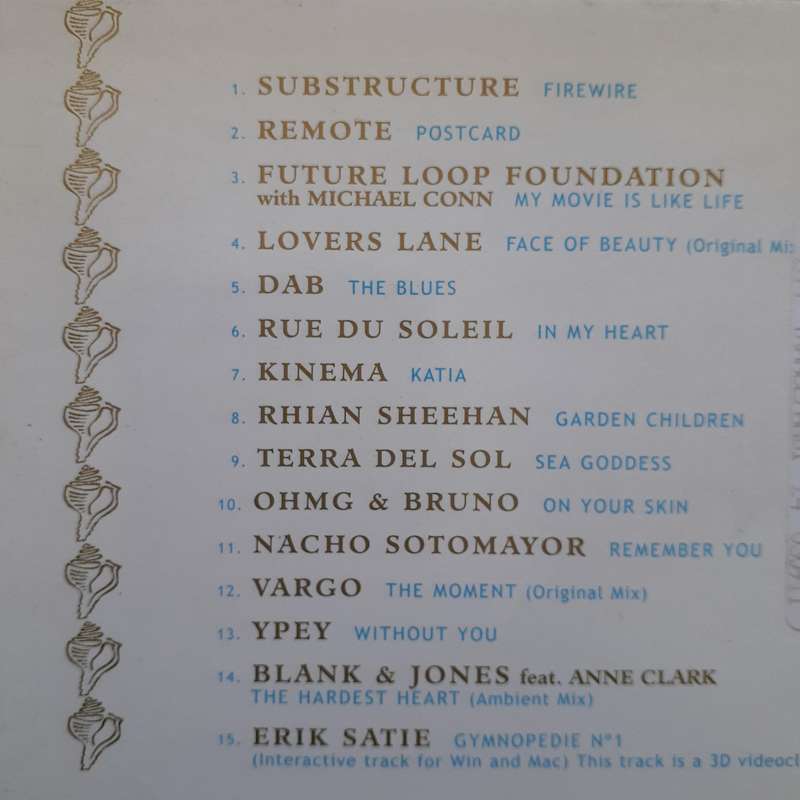 1. SUBSTRUCTURE FIREWIRE
2. REMOTE POSTCARD
3. FUTURE LOOP FOUNDATION
with MICHAEL CONN MY MOVIE IS LIKE LIFE
4. LOVERS LANE FACE OF BEAUTY (Original
5. DAB THE BLUES
6. RUE DU SOLEIL IN MY HEART
7. KINEMA KATIA
8. RHIAN SHEEHAN GARDEN CHILDREN
9. TERRA DEL SOL SEA GODDESS
10. OHMG & BRUNO ON YOUR SKIN
11. NACHO SOTOMAYOR REMEMBER YOU
12. VARGO THE MOMENT (Original Mix)
13. YPEY WITHOUT YOU
14. BLANK & JONES feat. ANNE CLARK
THE HARDEST HEART (Ambient Mix)
15. ERIK SATIE GYMNOPEDIE Nº1
(Interactive track for Win and Mac) This track is a 3D